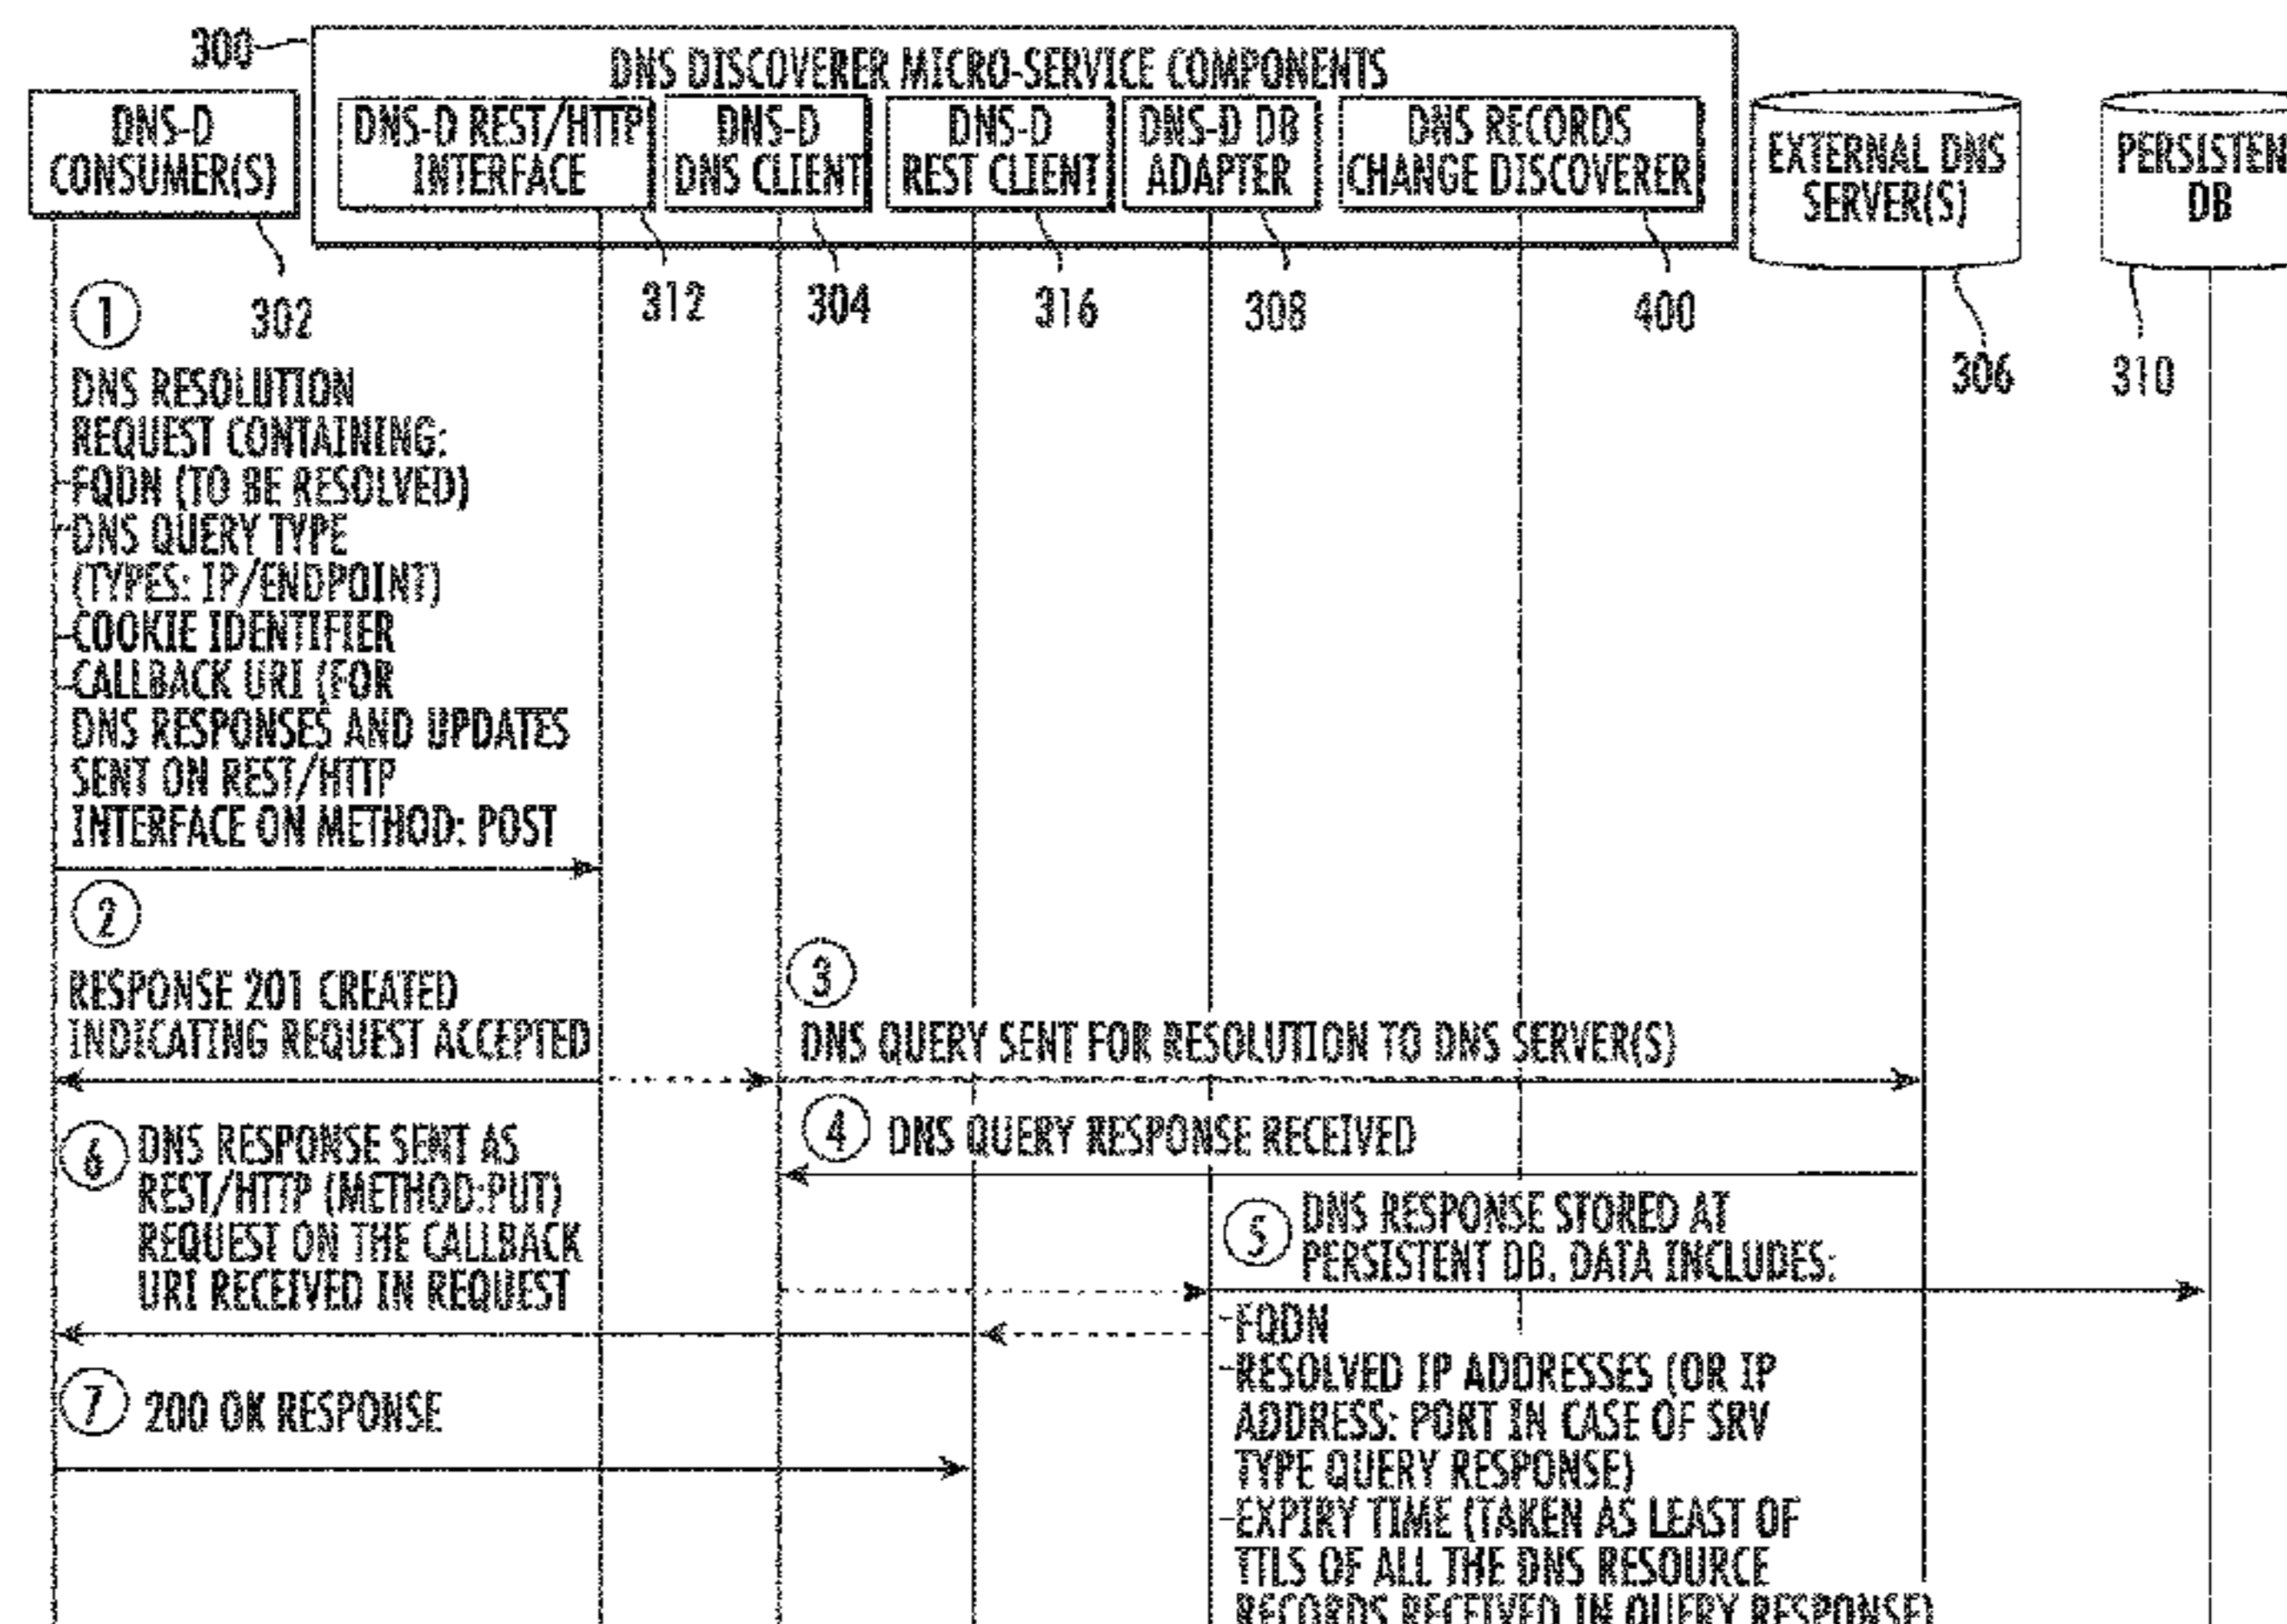 300
DNS DISCOVERER MICRO-SERVICE COMPONENTS
DNS-D
CONSUMER(S)
DNS-D REST/HTTP
INTERFACE
DNS-D
DNS CLIENT
DNS-D
REST CLIENT
DNS-D DB
ADAPTER
DNS RECORDS
CHANGE DISCOVERER
EXTERNAL DNS
SERVER(S)
PERSISTEN
DB
302
312
304
316
308
400
306
310
1
DNS RESOLUTION
REQUEST CONTAINING:
-FQDN (TO BE RESOLVED)
-DNS QUERY TYPE
(TYPES: IP/ENDPOINT)
-COOKIE IDENTIFIER
-CALLBACK URI (FOR
DNS RESPONSES AND UPDATES
SENT ON REST/HTTP
INTERFACE ON METHOD: POST
2
RESPONSE 201 CREATED
INDICATING REQUEST ACCEPTED
3
DNS QUERY SENT FOR RESOLUTION TO DNS SERVER(S)
4 DNS QUERY RESPONSE RECEIVED
5 DNS RESPONSE STORED AT
PERSISTENT DB. DATA INCLUDES:
-FQDN
-RESOLVED IP ADDRESSES (OR IP
ADDRESS: PORT IN CASE OF SRV
TYPE QUERY RESPONSE)
-EXPIRY TIME (TAKEN AS LEAST OF
TTLS OF ALL THE DNS RESOURCE
RECORDS RECEIVED IN QUERY RESPONSE)
6 DNS RESPONSE SENT AS
REST/HTTP (METHOD:PUT)
REQUEST ON THE CALLBACK
URI RECEIVED IN REQUEST
7 200 OK RESPONSE